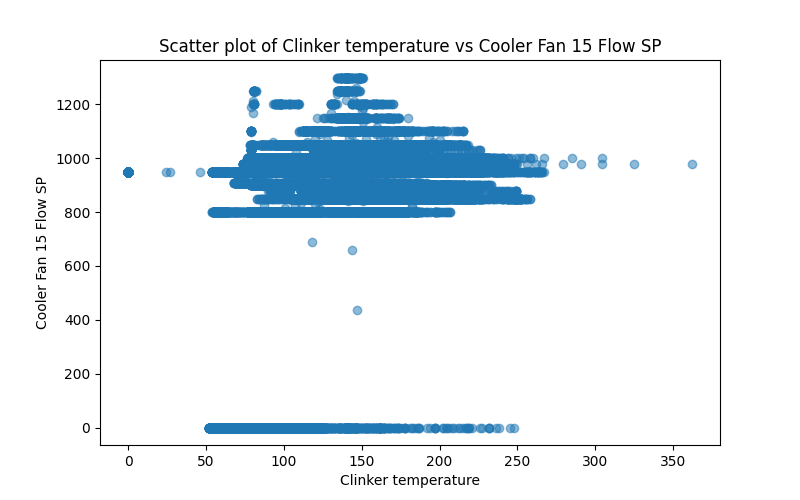 Scatter plot of Clinker temperature vs Cooler Fan 15 Flow SP
1200
1000
800
600
400
200
0
Cooler Fan 15 Flow SP
0 50 100 150 200 250 300 350
Clinker temperature